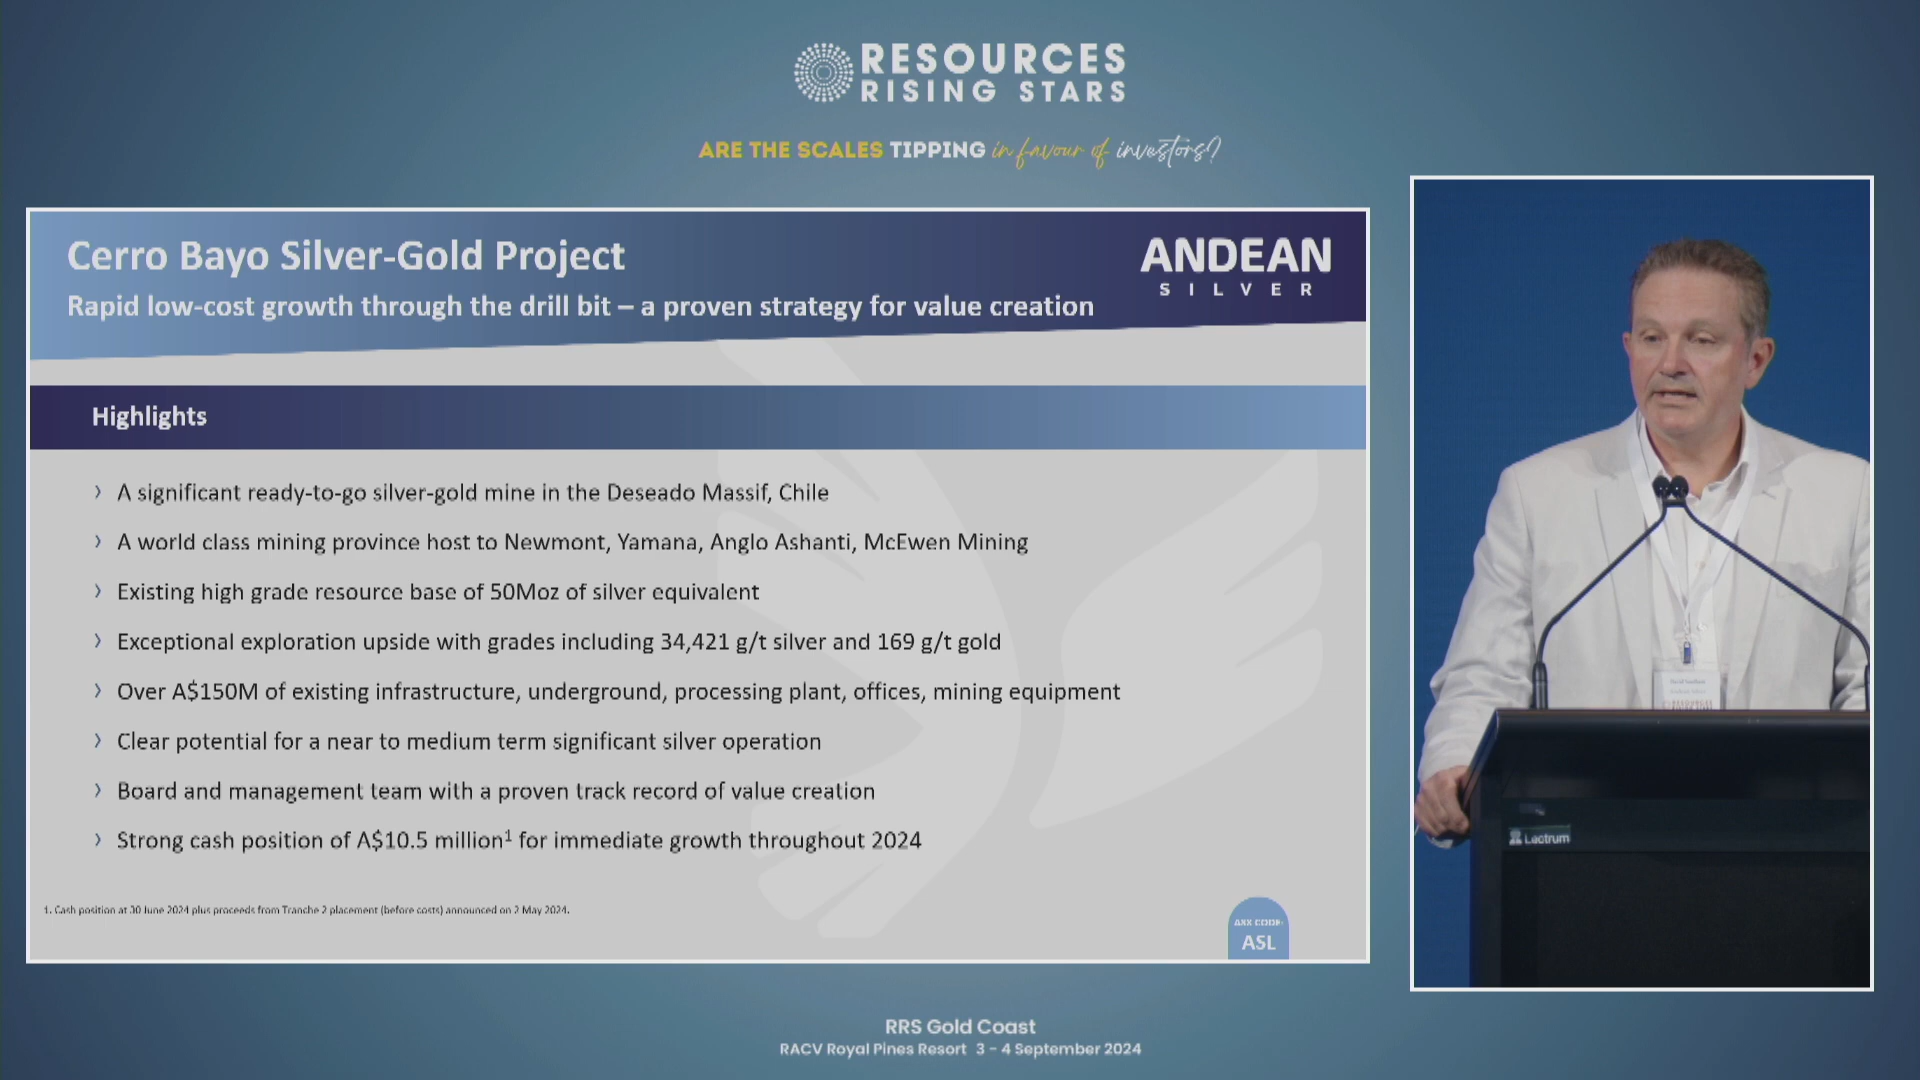 RESOURCES
RISING STARS
ARE THE SCALES TIPPING in favour of investors?
Cerro Bayo Silver-Gold Project
Rapid low-cost growth through the drill bit – a proven strategy for value creation
ANDEAN
SILVER
Highlights
› A significant ready-to-go silver-gold mine in the Deseado Massif, Chile
› A world class mining province host to Newmont, Yamana, Anglo Ashanti, McEwen Mining
› Existing high grade resource base of 50Moz of silver equivalent
› Exceptional exploration upside with grades including 34,421 g/t silver and 169 g/t gold
› Over A$150M of existing infrastructure, underground, processing plant, offices, mining equipment
› Clear potential for a near to medium term significant silver operation
› Board and management team with a proven track record of value creation
› Strong cash position of A$10.5 million¹ for immediate growth throughout 2024
1. Cash position at 30 June 2024 plus proceeds from Tranche 2 placement (before costs) announced on 2 May 2024.
ASX CODE:
ASL
Lectrum
RRS Gold Coast
RACV Royal Pines Resort 3 - 4 September 2024